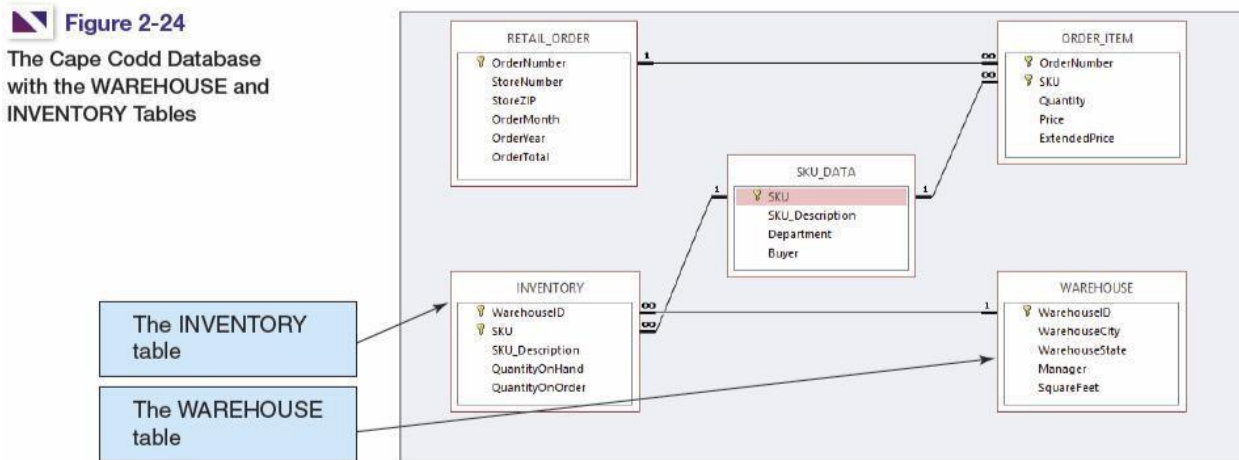 Figure 2-24
The Cape Codd Database
with the WAREHOUSE and
INVENTORY Tables
RETAIL_ORDER
OrderNumber
StoreNumber
StoreZIP
OrderMonth
OrderYear
OrderTotal
1
∞
∞
ORDER_ITEM
OrderNumber
SKU
Quantity
Price
ExtendedPrice
SKU_DATA
1
1
SKU
SKU_Description
Department
Buyer
INVENTORY
WarehouseID
SKU
SKU_Description
QuantityOnHand
QuantityOnOrder
∞
∞
1
WAREHOUSE
WarehouseID
WarehouseCity
WarehouseState
Manager
SquareFeet
The INVENTORY
table
The WAREHOUSE
table